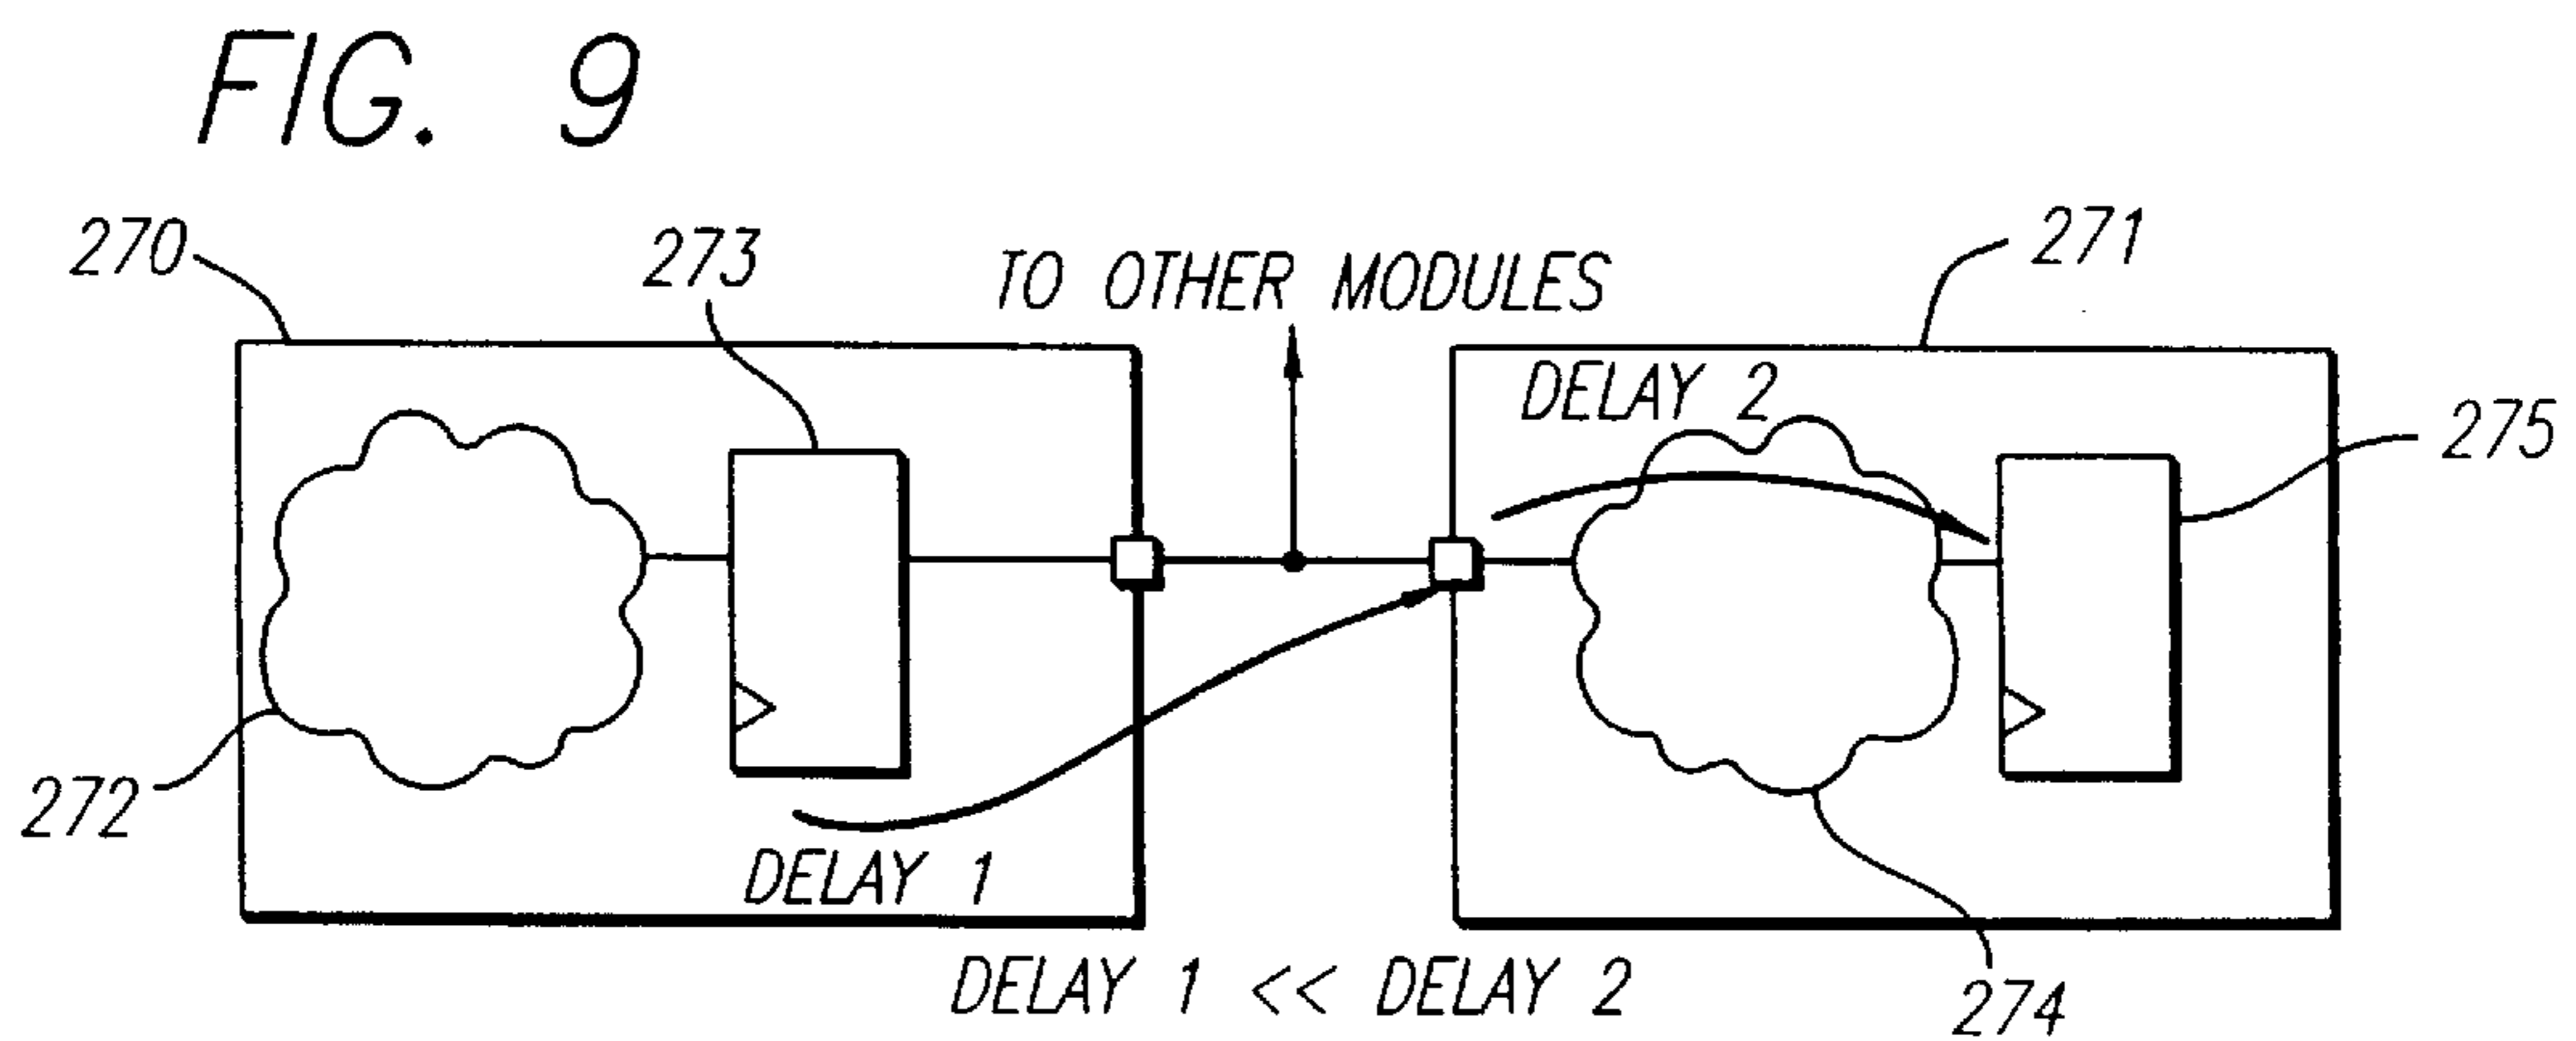 FIG. 9
270
273
TO OTHER MODULES
271
DELAY 2
275
272
DELAY 1
DELAY 1 << DELAY 2
274